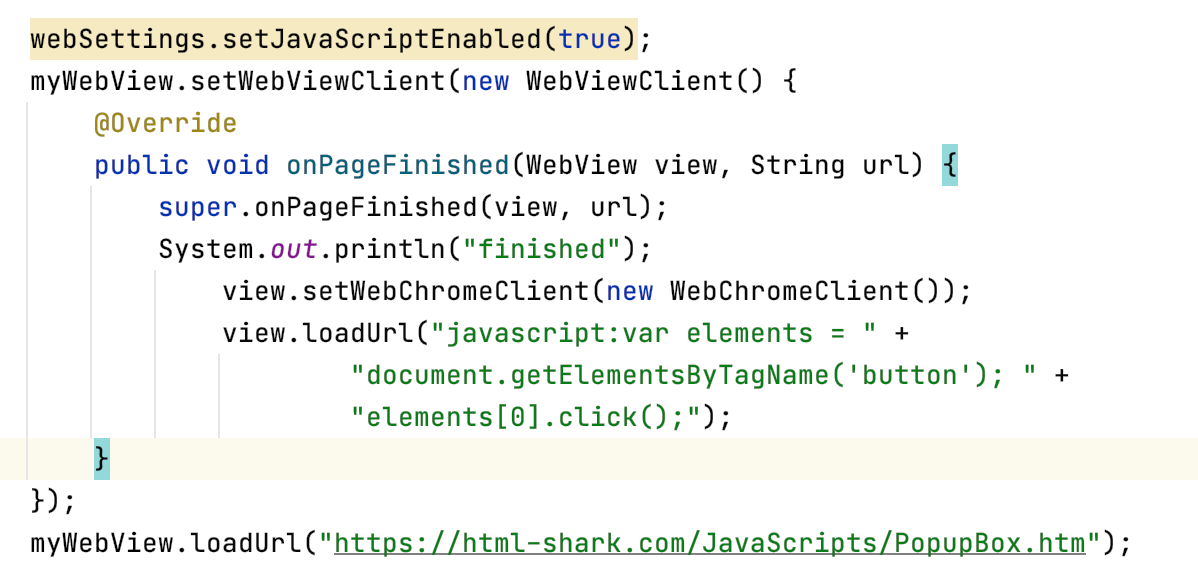 webSettings.setJavaScriptEnabled(true);
myWebView.setWebViewClient(new WebViewClient() {
@Override
public void onPageFinished(WebView view, String url) {
super.onPageFinished(view, url);
System.out.println("finished");
view.setWebChromeClient(new WebChromeClient());
view.loadUrl("javascript:var elements = " +
"document.getElementsByTagName('button'); " +
"elements[0].click();");
}
});
myWebView.loadUrl("https://html-shark.com/JavaScripts/PopupBox.htm");